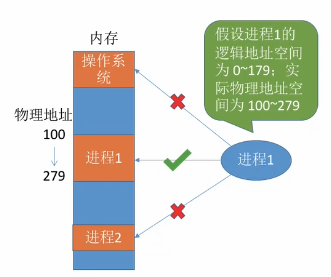 内存
操作系
统
物理地址
100
279
进程1
进程2
假设进程1的
逻辑地址空间
为 0~179；实
际物理地址空
间为 100~279
进程1